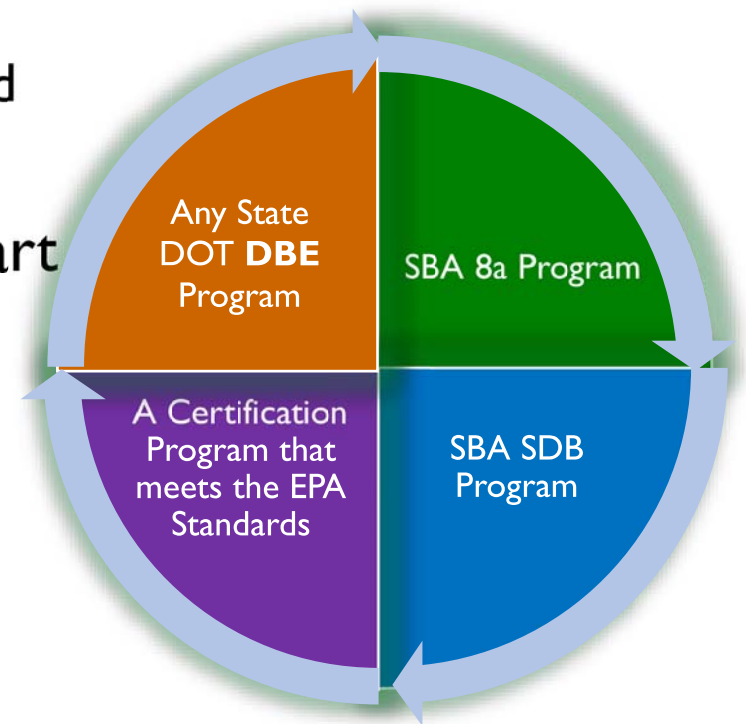 Any State
DOT DBE
Program
SBA 8a Program
A Certification
Program that
meets the EPA
Standards
SBA SDB
Program